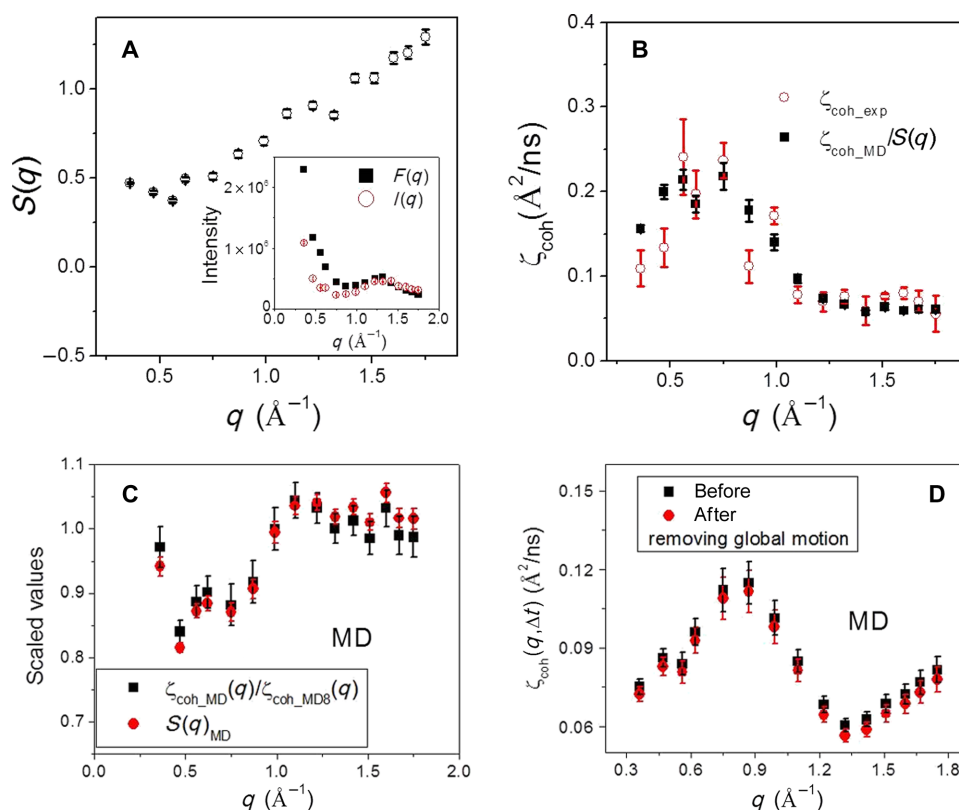 A
S(q)
1.0
0.5
0.0
−0.5
0.5
1.0
1.5
q (Å⁻¹)
Intensity
2 × 10⁶
1 × 10⁶
0
F(q)
I(q)
0.0
0.5
1.0
1.5
2.0
q (Å⁻¹)
B
ζcoh(Å²/ns)
0.4
0.3
0.2
0.1
0.0
0.5
1.0
1.5
q (Å⁻¹)
ζcoh_exp
ζcoh_MD/S(q)
C
Scaled values
1.1
1.0
0.9
0.8
0.7
MD
ζcoh_MD(q)/ζcoh_MD8(q)
S(q)MD
0.0
0.5
1.0
1.5
2.0
q (Å⁻¹)
D
ζcoh(q,Δt) (Å²/ns)
0.15
0.12
0.09
0.06
Before
After
removing global motion
MD
0.3
0.6
0.9
1.2
1.5
1.8
q (Å⁻¹)